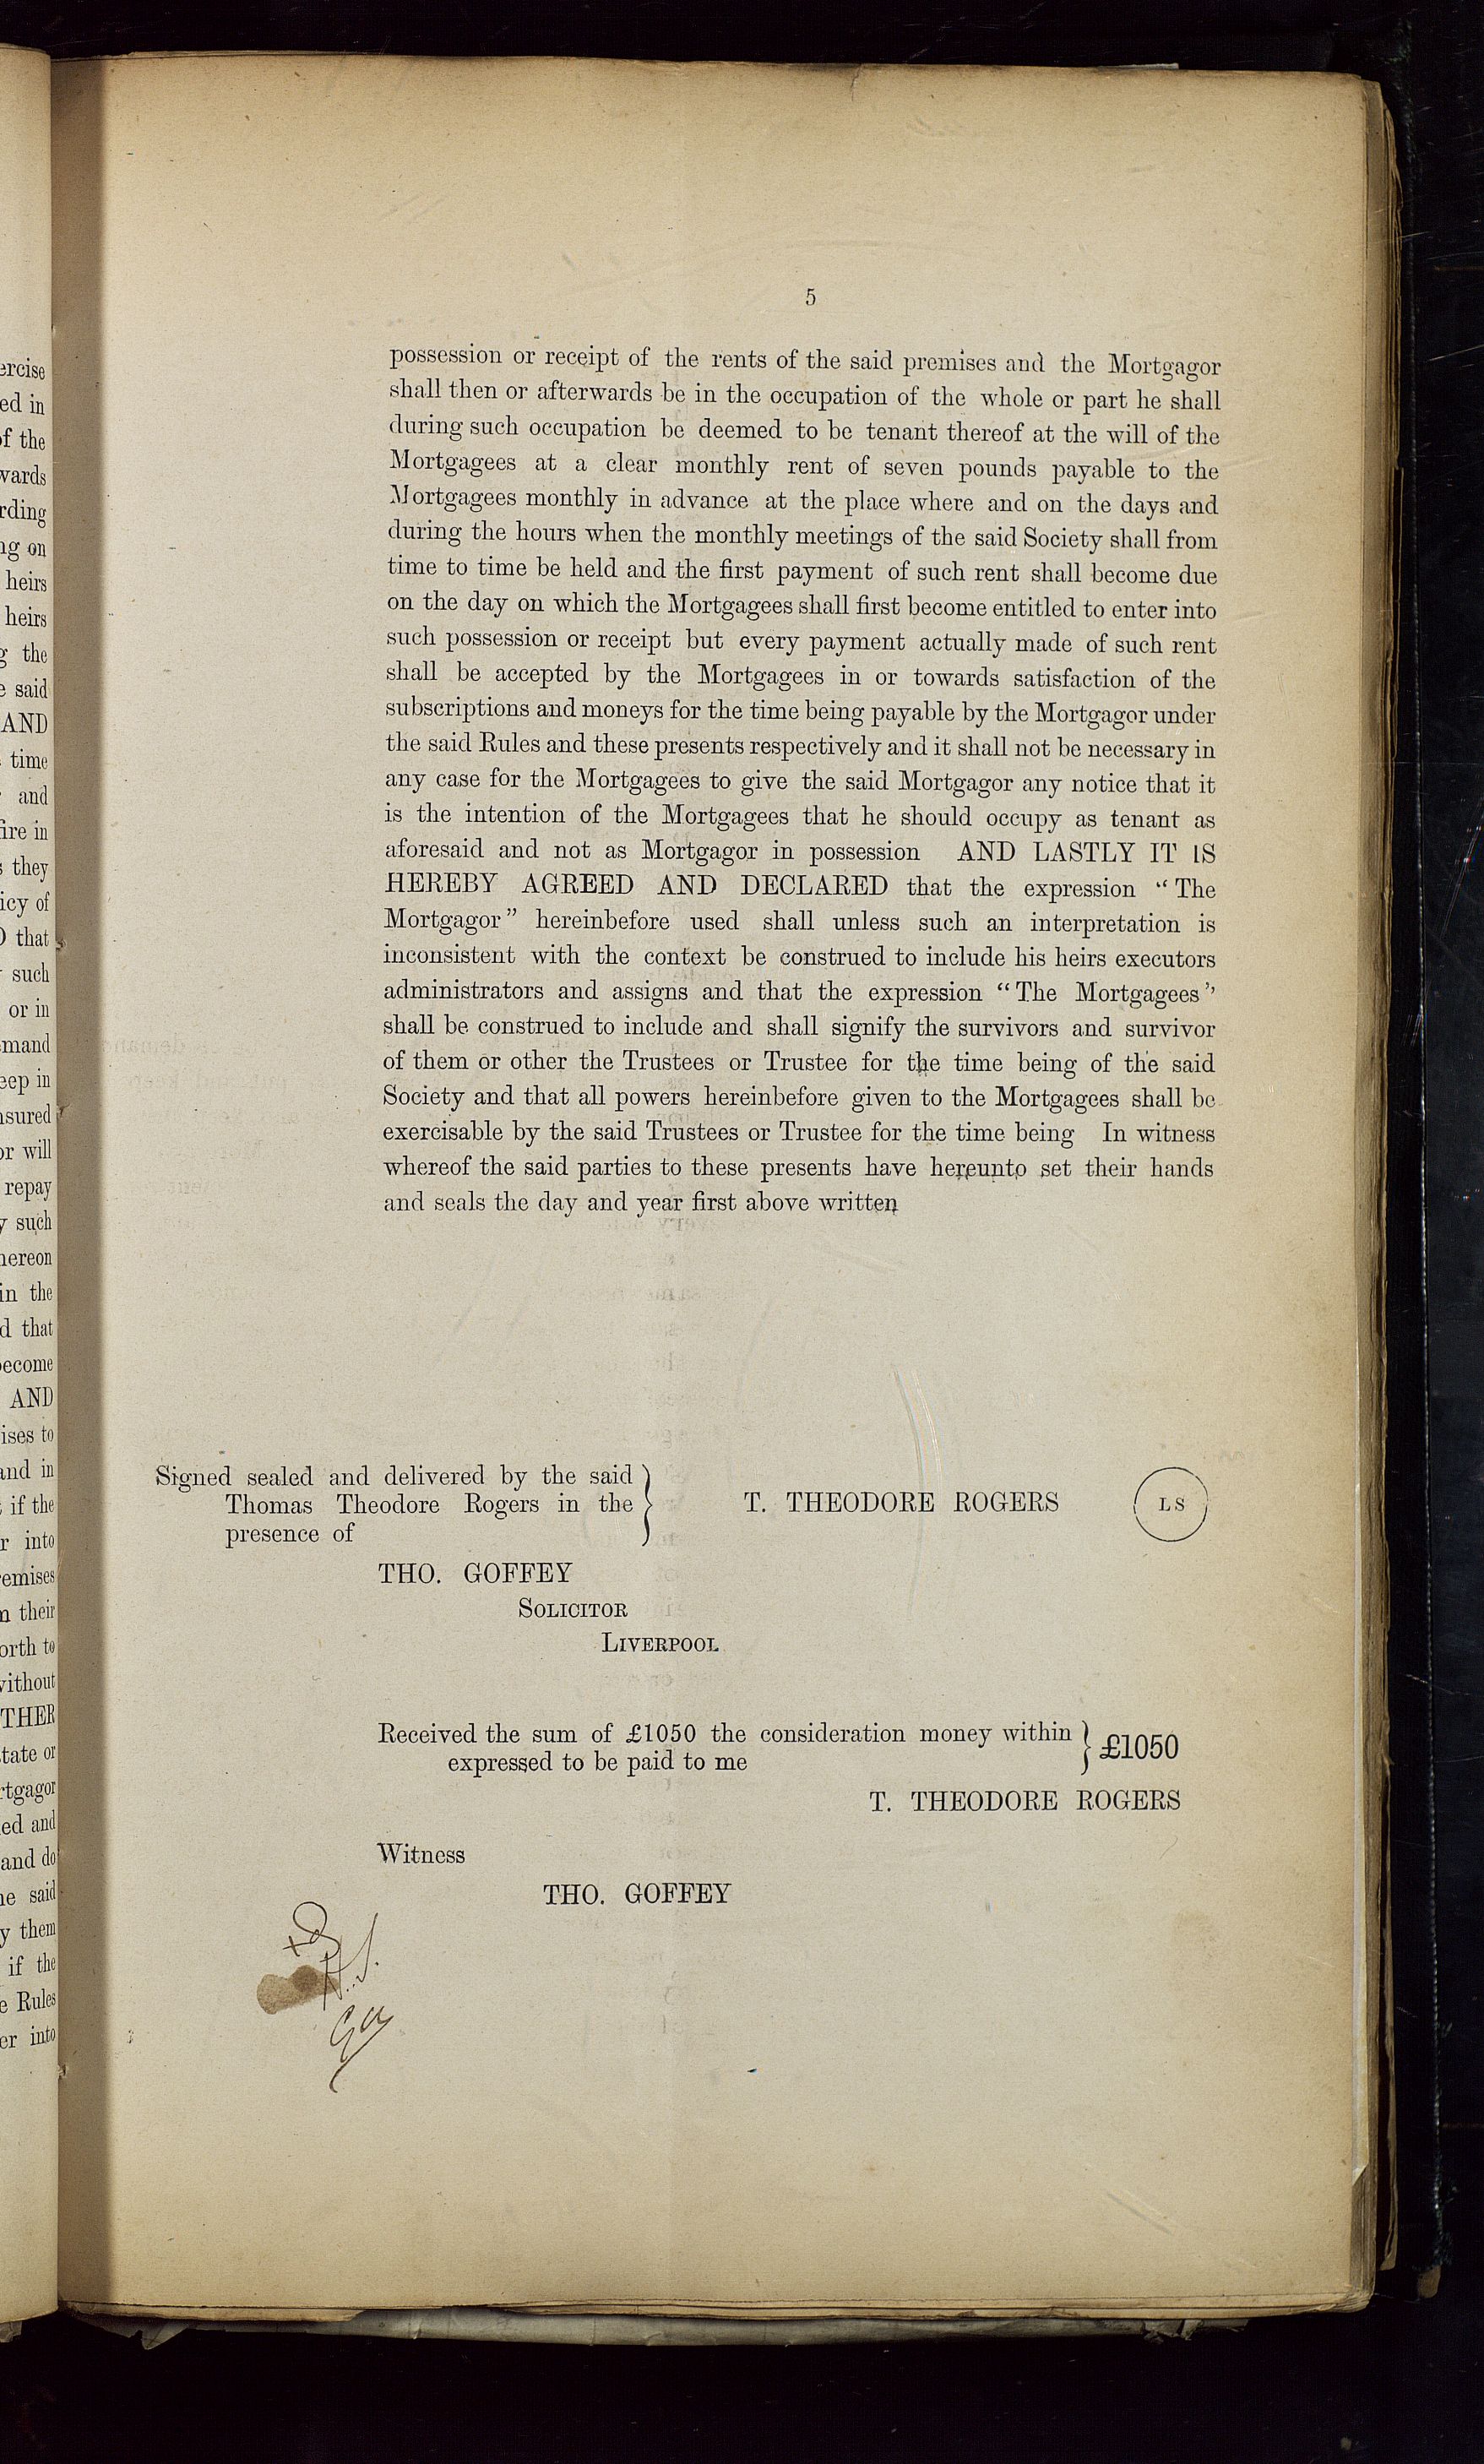 5
possession or receipt of the rents of the said premises and the Mortgagor
shall then or afterwards be in the occupation of the whole or part he shall
during such occupation be deemed to be tenant thereof at the will of the
Mortgagees at a clear monthly rent of seven pounds payable to the
Mortgagees monthly in advance at the place where and on the days and
during the hours when the monthly meetings of the said Society shall from
time to time be held and the first payment of such rent shall become due
on the day on which the Mortgagees shall first become entitled to enter into
such possession or receipt but every payment actually made of such rent
shall be accepted by the Mortgagees in or towards satisfaction of the
subscriptions and moneys for the time being payable by the Mortgagor under
the said Rules and these presents respectively and it shall not be necessary in
any case for the Mortgagees to give the said Mortgagor any notice that it
is the intention of the Mortgagees that he should occupy as tenant as
aforesaid and not as Mortgagor in possession AND LASTLY IT IS
HEREBY AGREED AND DECLARED that the expression “The
Mortgagor” hereinbefore used shall unless such an interpretation is
inconsistent with the context be construed to include his heirs executors
administrators and assigns and that the expression “The Mortgagees”
shall be construed to include and shall signify the survivors and survivor
of them or other the Trustees or Trustee for the time being of the said
Society and that all powers hereinbefore given to the Mortgagees shall be
exercisable by the said Trustees or Trustee for the time being In witness
whereof the said parties to these presents have hereunto set their hands
and seals the day and year first above written
Signed sealed and delivered by the said
Thomas Theodore Rogers in the
presence of
T. THEODORE ROGERS
L S
THO. GOFFEY
SOLICITOR
LIVERPOOL
Received the sum of £1050 the consideration money within
expressed to be paid to me
£1050
T. THEODORE ROGERS
Witness
THO. GOFFEY